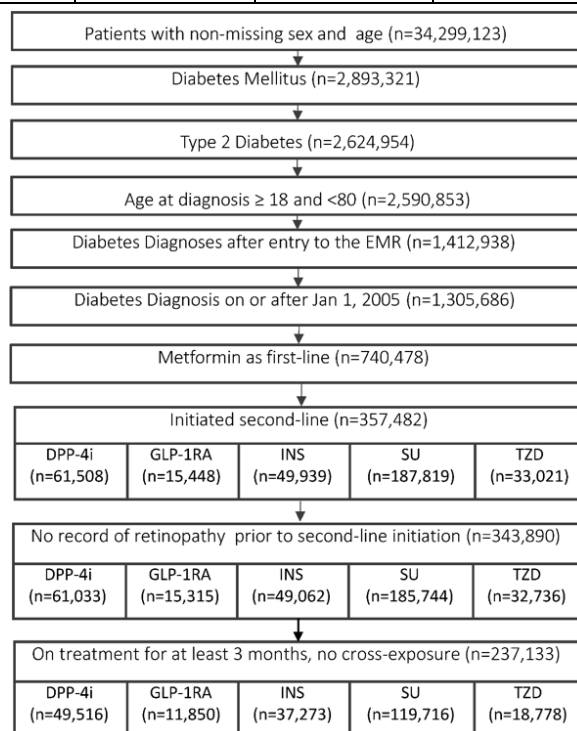 Patients with non-missing sex and age (n=34,299,123)
Diabetes Mellitus (n=2,893,321)
Type 2 Diabetes (n=2,624,954)
Age at diagnosis ≥ 18 and <80 (n=2,590,853)
Diabetes Diagnoses after entry to the EMR (n=1,412,938)
Diabetes Diagnosis on or after Jan 1, 2005 (n=1,305,686)
Metformin as first-line (n=740,478)
Initiated second-line (n=357,482)
DPP-4i GLP-1RA INS SU TZD
(n=61,508) (n=15,448) (n=49,939) (n=187,819) (n=33,021)
No record of retinopathy prior to second-line initiation (n=343,890)
DPP-4i GLP-1RA INS SU TZD
(n=61,033) (n=15,315) (n=49,062) (n=185,744) (n=32,736)
On treatment for at least 3 months, no cross-exposure (n=237,133)
DPP-4i GLP-1RA INS SU TZD
(n=49,516) (n=11,850) (n=37,273) (n=119,716) (n=18,778)